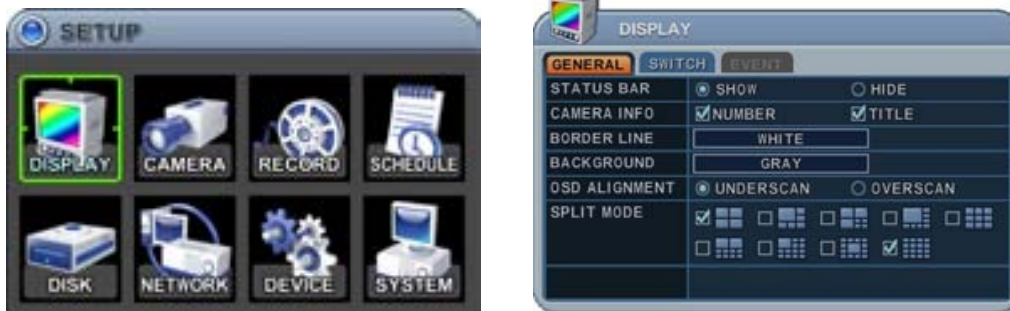 SETUP
DISPLAY CAMERA RECORD SCHEDULE
DISK NETWORK DEVICE SYSTEM
DISPLAY
GENERAL SWITCH EVENT
STATUS BAR SHOW HIDE
CAMERA INFO NUMBER TITLE
BORDER LINE WHITE
BACKGROUND GRAY
OSD ALIGNMENT UNDERSCAN OVERSCAN
SPLIT MODE